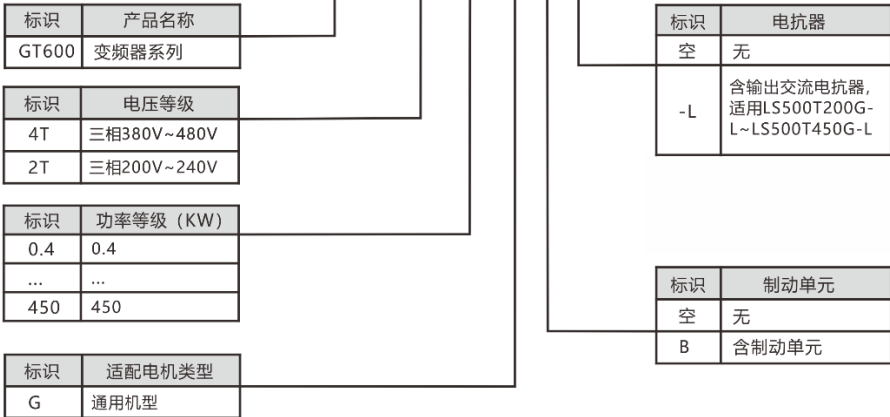 标识 产品名称
GT600 变频器系列
标识 电压等级
4T 三相380V~480V
2T 三相200V~240V
标识 功率等级（KW）
0.4 0.4
... ...
450 450
标识 适配电机类型
G 通用机型
标识 电抗器
空 无
-L 含输出交流电抗器,
适用LS500T200G-
L~LS500T450G-L
标识 制动单元
空 无
B 含制动单元